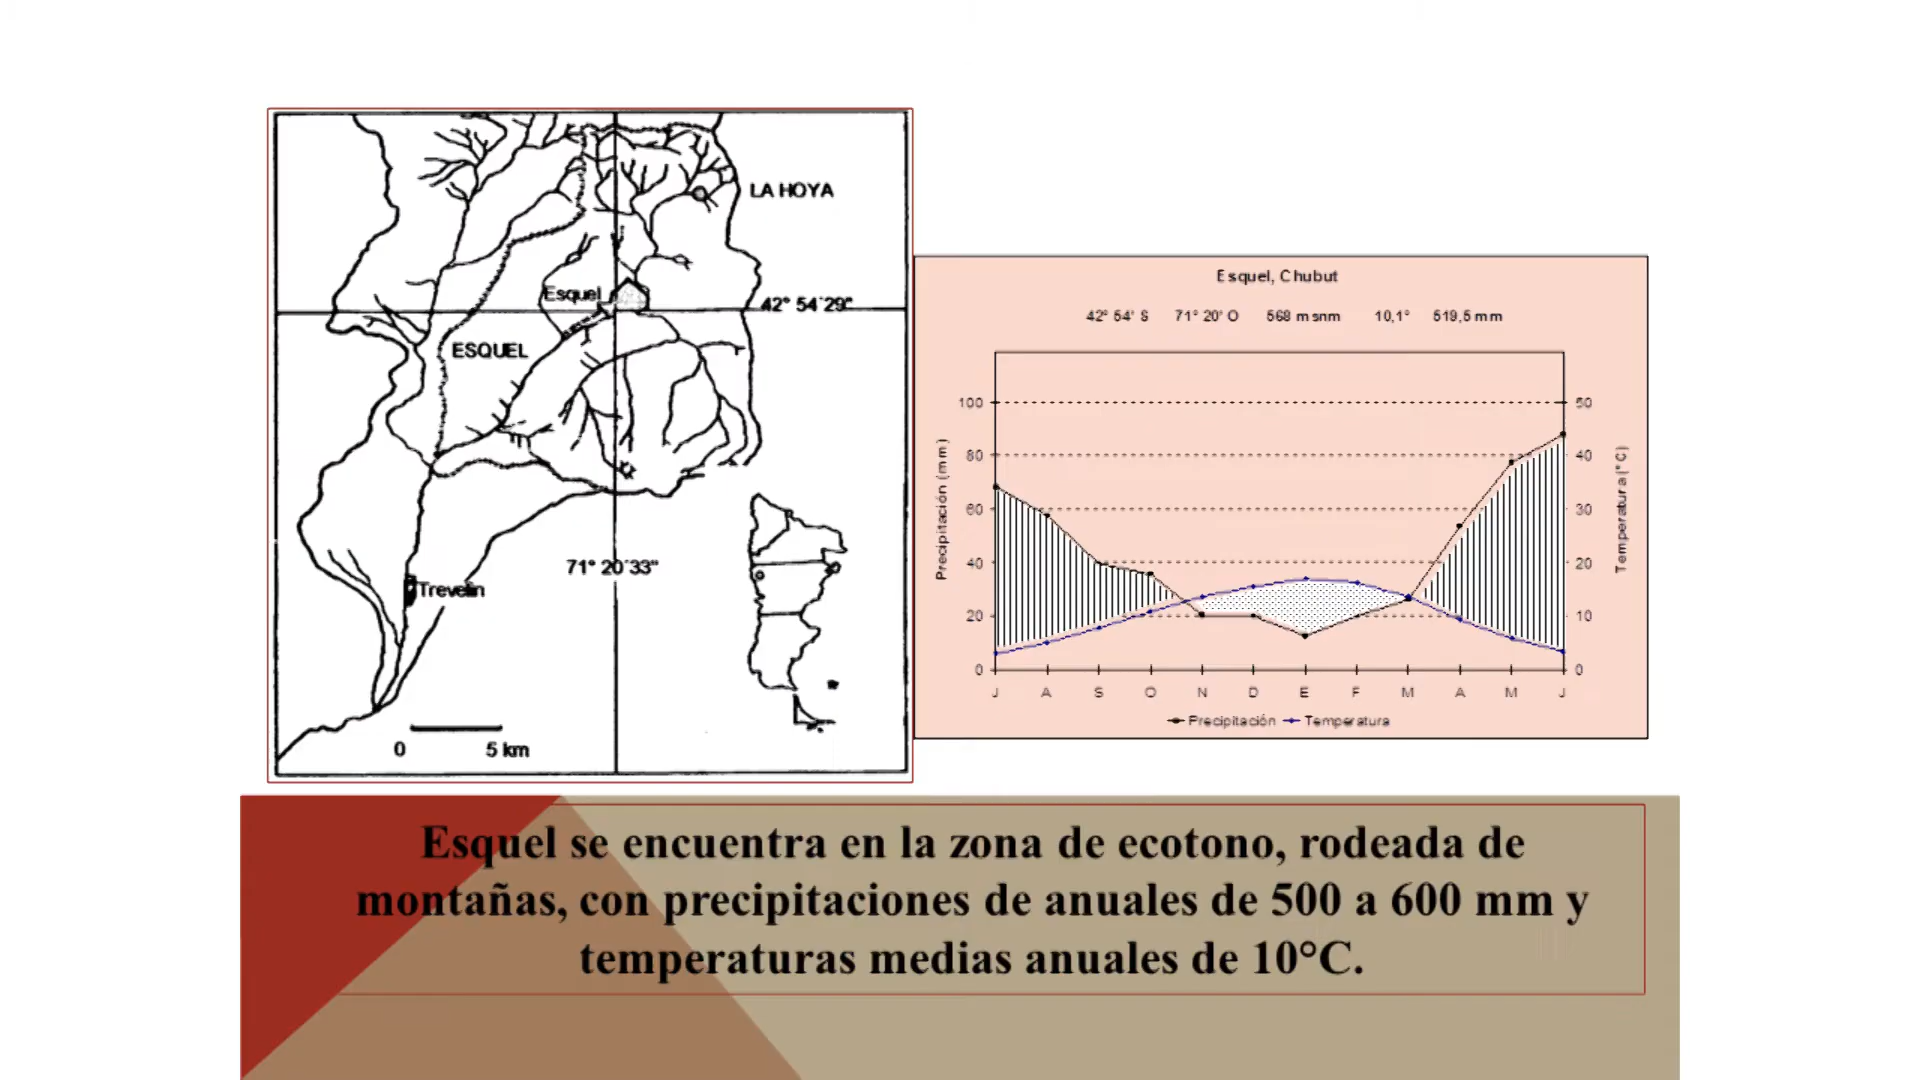 LA HOYA
Esquel
42° 54´29"
ESQUEL
71° 20´33"
Trevelin
0 5 km
Esquel, Chubut
42° 54' S 71° 20' O 568 m snm 10,1° 519,5 mm
Precipitación (mm)
100
80
60
40
20
0
50
40
30
20
10
0
Temperatura (°C)
J A S O N D E F M A M J
Precipitación Temperatura
Esquel se encuentra en la zona de ecotono, rodeada de
montañas, con precipitaciones de anuales de 500 a 600 mm y
temperaturas medias anuales de 10°C.